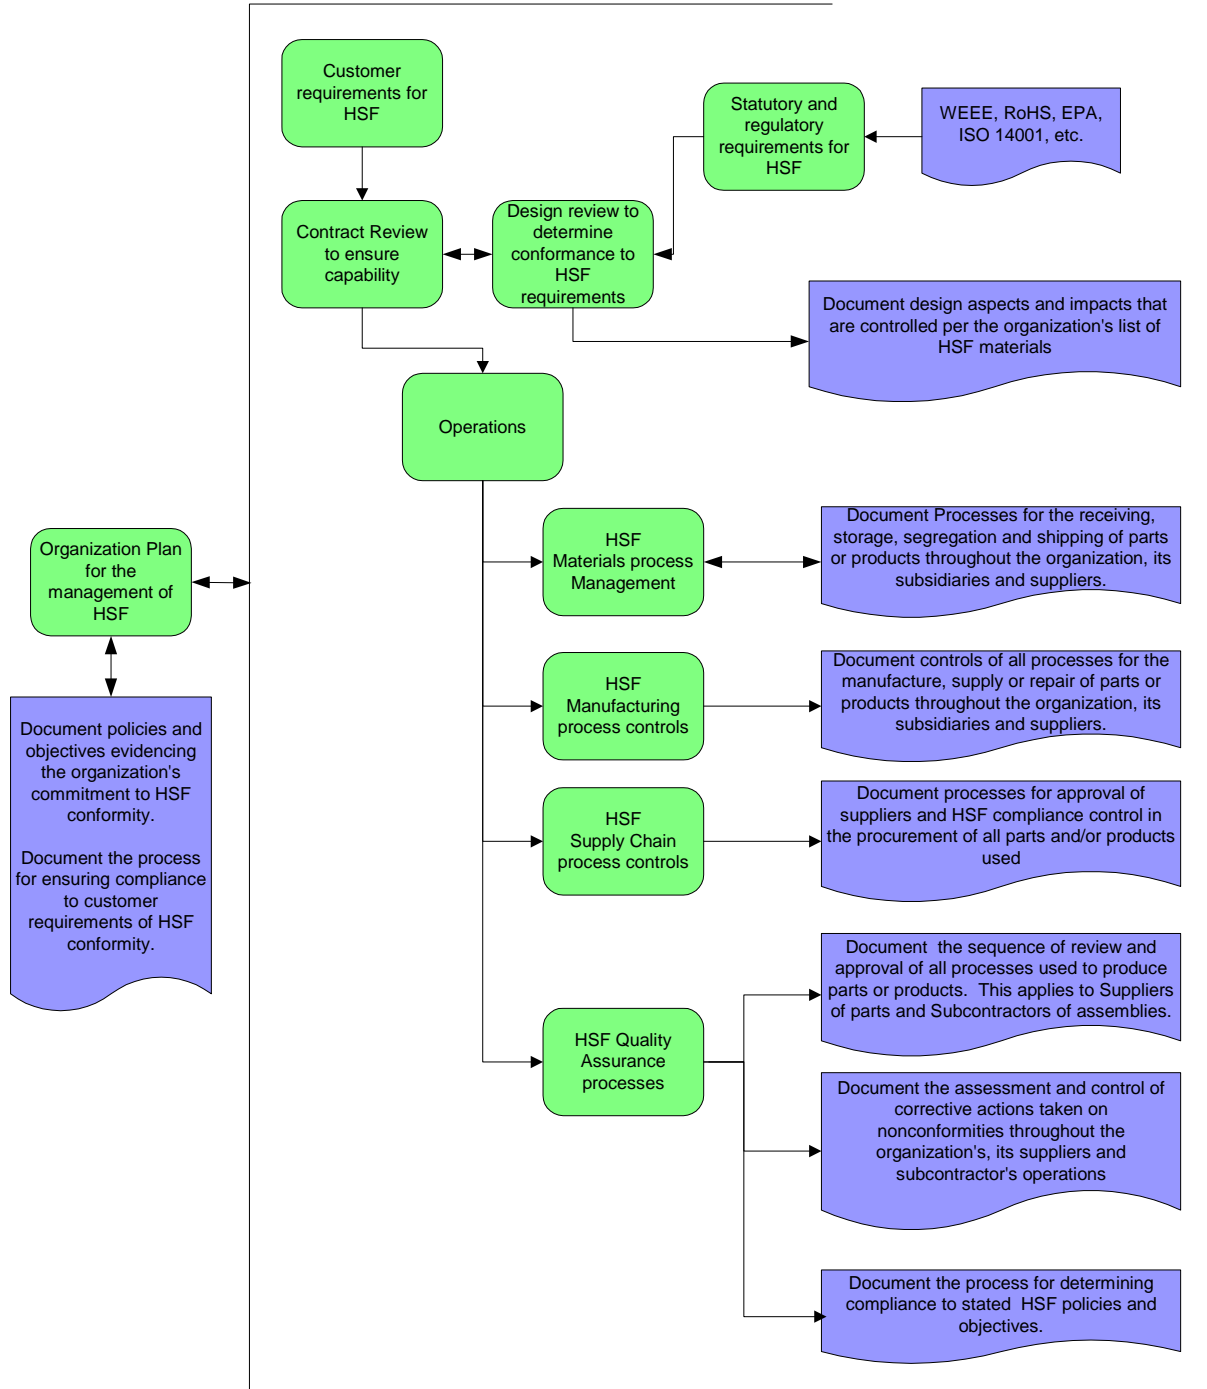 Customer
requirements for
HSF
Statutory and
regulatory
requirements for
HSF
WEEE, RoHS, EPA,
ISO 14001, etc.
Contract Review
to ensure
capability
Design review to
determine
conformance to
HSF
requirements
Document design aspects and impacts that
are controlled per the organization's list of
HSF materials
Operations
Organization Plan
for the
management of
HSF
HSF
Materials process
Management
Document Processes for the receiving,
storage, segregation and shipping of parts
or products throughout the organization, its
subsidiaries and suppliers.
Document policies and
objectives evidencing
the organization's
commitment to HSF
conformity.
Document the process
for ensuring compliance
to customer
requirements of HSF
conformity.
HSF
Manufacturing
process controls
Document controls of all processes for the
manufacture, supply or repair of parts or
products throughout the organization, its
subsidiaries and suppliers.
HSF
Supply Chain
process controls
Document processes for approval of
suppliers and HSF compliance control in
the procurement of all parts and/or products
used
HSF Quality
Assurance
processes
Document  the sequence of review and
approval of all processes used to produce
parts or products.  This applies to Suppliers
of parts and Subcontractors of assemblies.
Document the assessment and control of
corrective actions taken on
nonconformities throughout the
organization's, its suppliers and
subcontractor's operations
Document the process for determining
compliance to stated  HSF policies and
objectives.